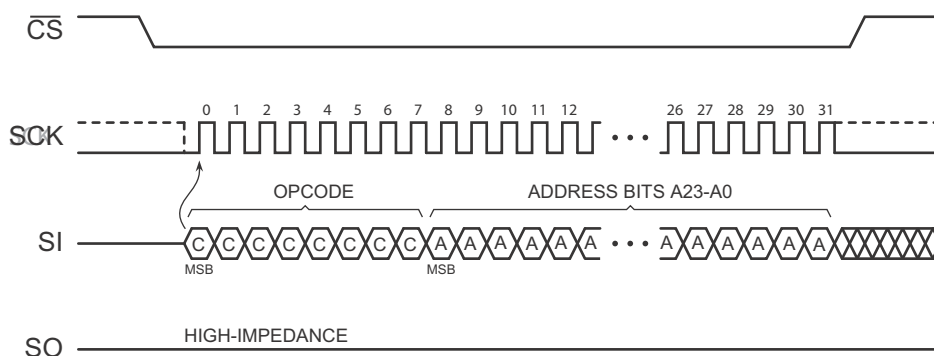 CS
0 1 2 3 4 5 6 7 8 9 10 11 12 26 27 28 29 30 31
SCK
OPCODE ADDRESS BITS A23-A0
SI C C C C C C C C A A A A A A A A A A A A
MSB MSB
HIGH-IMPEDANCE
SO